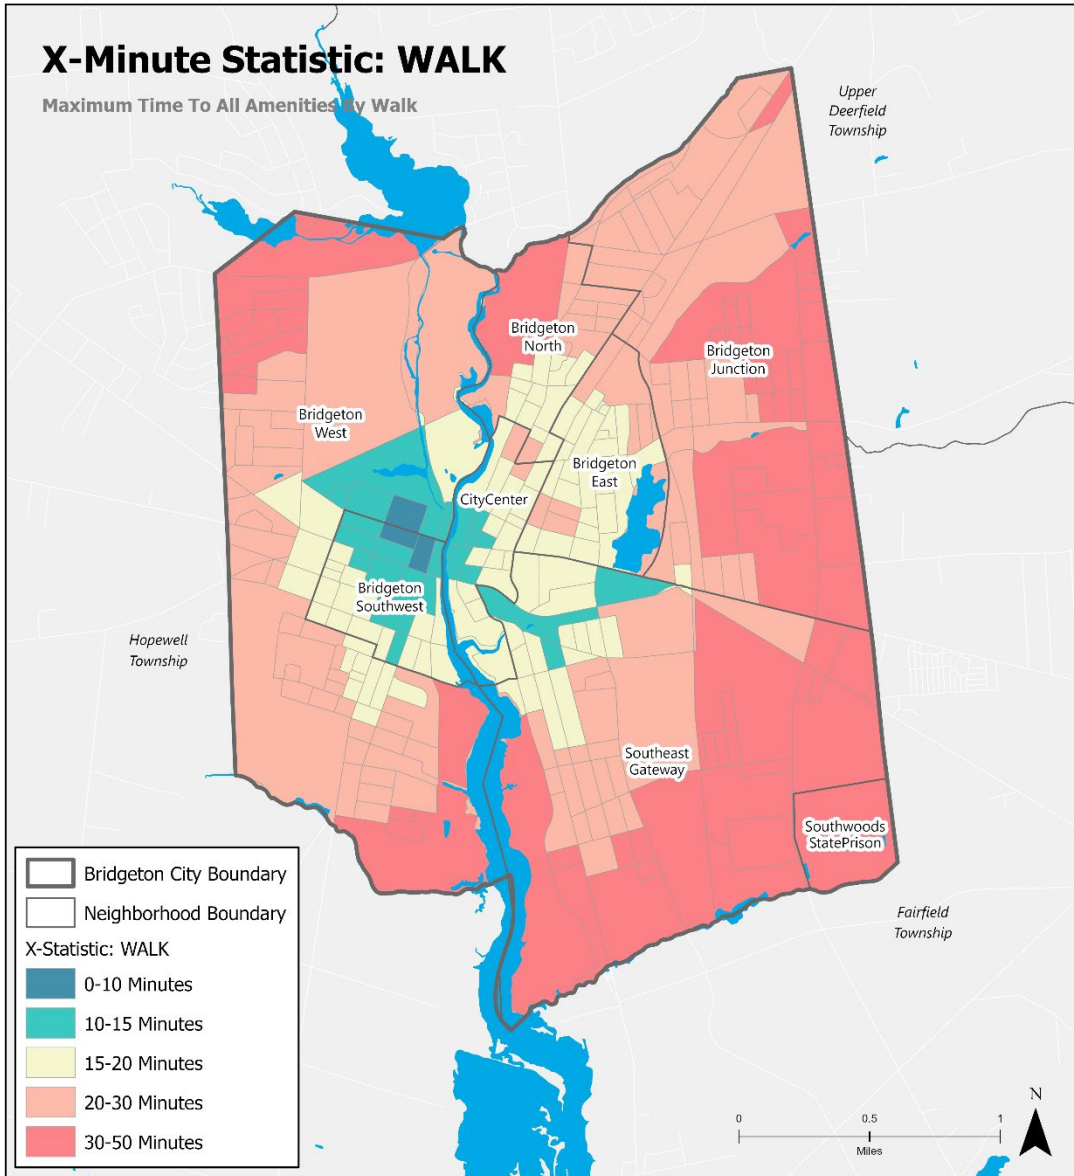 X-Minute Statistic: WALK
Maximum Time To All Amenities By Walk
Upper
Deerfield
Township
Bridgeton
North
Bridgeton
Junction
Bridgeton
West
Bridgeton
East
CityCenter
Bridgeton
Southwest
Hopewell
Township
Southeast
Gateway
Southwoods
StatePrison
Fairfield
Township
Bridgeton City Boundary
Neighborhood Boundary
X-Statistic: WALK
0-10 Minutes
10-15 Minutes
15-20 Minutes
20-30 Minutes
30-50 Minutes
0 0.5 1
Miles
N